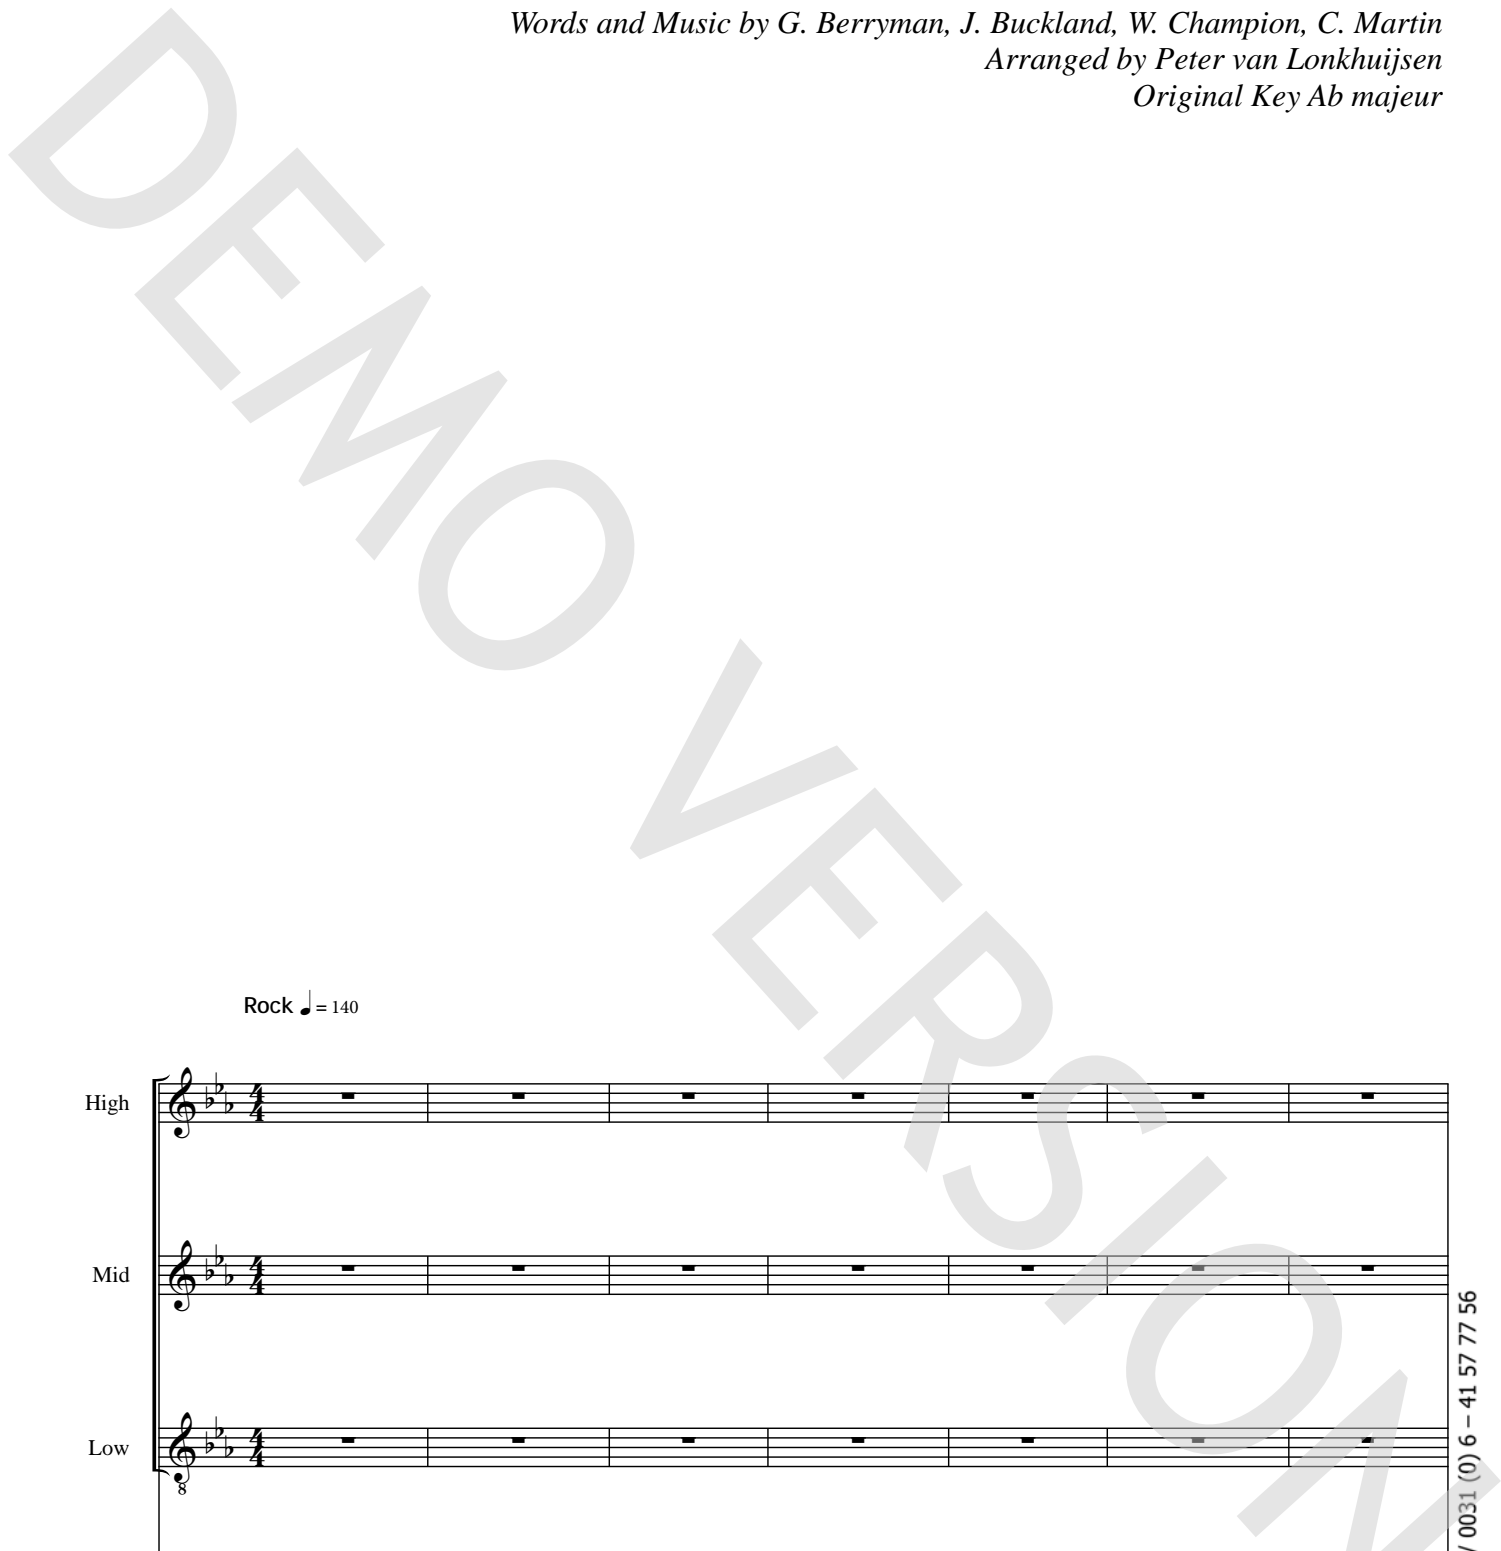 Words and Music by G. Berryman, J. Buckland, W. Champion, C. Martin
Arranged by Peter van Lonkhuijsen
Original Key Ab majeur
DEMO VERSION
Rock ♩ = 140
High
Mid
Low
8
/ 0031 (0) 6 – 41 57 77 56